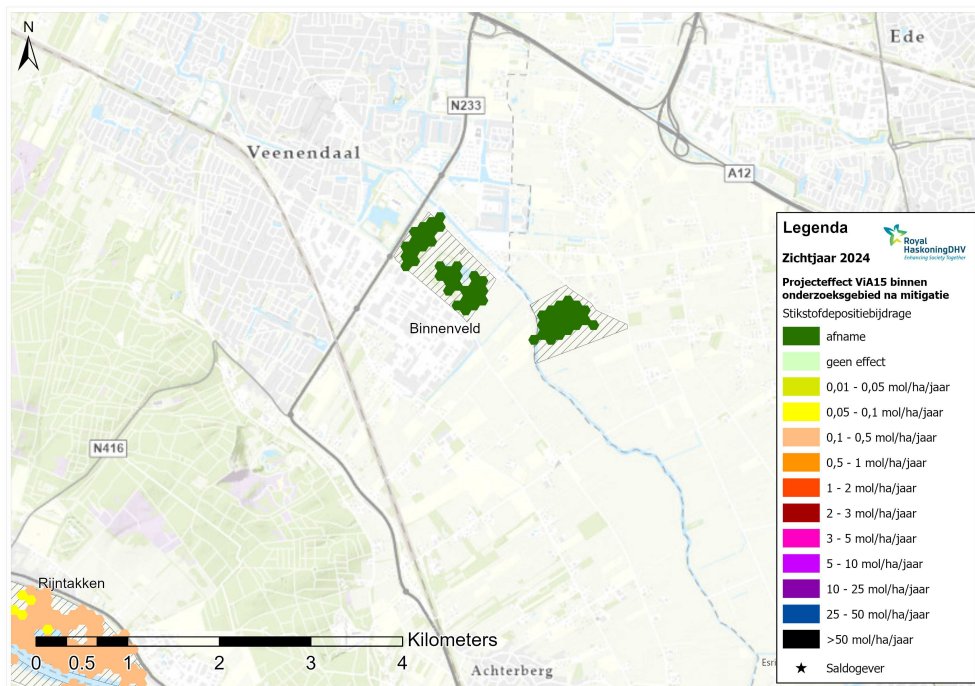 N
Ede
N233
Veenendaal
A12
Legenda
Royal
HaskoningDHV
Enhancing Society Together
Zichtjaar 2024
Projecteffect ViA15 binnen
onderzoeksgebied na mitigatie
Stikstofdepositiebijdrage
afname
geen effect
0,01 - 0,05 mol/ha/jaar
0,05 - 0,1 mol/ha/jaar
0,1 - 0,5 mol/ha/jaar
0,5 - 1 mol/ha/jaar
1 - 2 mol/ha/jaar
2 - 3 mol/ha/jaar
3 - 5 mol/ha/jaar
5 - 10 mol/ha/jaar
10 - 25 mol/ha/jaar
25 - 50 mol/ha/jaar
>50 mol/ha/jaar
Saldogever
Binnenveld
N416
Rijntakken
Kilometers
0 0.5 1 2 3 4
Achterberg
Esri